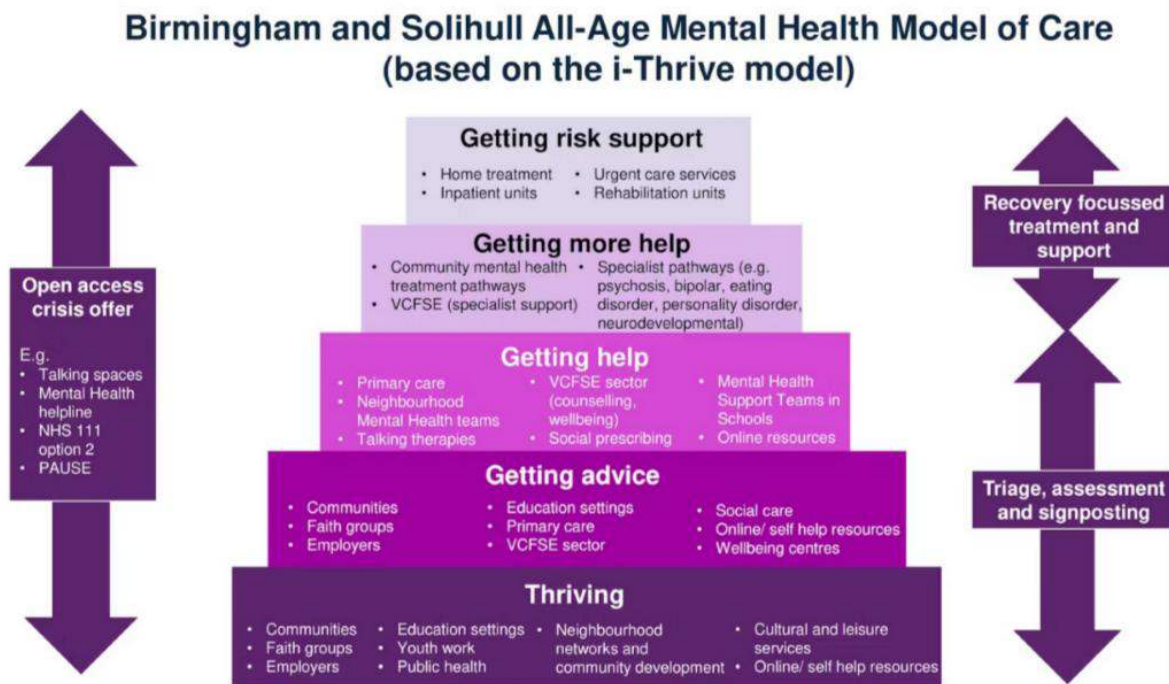 Birmingham and Solihull All-Age Mental Health Model of Care
(based on the i-Thrive model)
Open access
crisis offer
E.g.
• Talking spaces
• Mental Health
helpline
• NHS 111
option 2
• PAUSE
Getting risk support
• Home treatment
• Inpatient units
• Urgent care services
• Rehabilitation units
Getting more help
• Community mental health
treatment pathways
• VCFSE (specialist support)
• Specialist pathways (e.g.
psychosis, bipolar, eating
disorder, personality disorder,
neurodevelopmental)
Getting help
• Primary care
• Neighbourhood
Mental Health teams
• Talking therapies
• VCFSE sector
(counselling,
wellbeing)
• Social prescribing
• Mental Health
Support Teams in
Schools
• Online resources
Getting advice
• Communities
• Faith groups
• Employers
• Education settings
• Primary care
• VCFSE sector
• Social care
• Online/ self help resources
• Wellbeing centres
Thriving
• Communities
• Faith groups
• Employers
• Education settings
• Youth work
• Public health
• Neighbourhood
networks and
community development
• Cultural and leisure
services
• Online/ self help resources
Recovery focussed
treatment and
support
Triage, assessment
and signposting